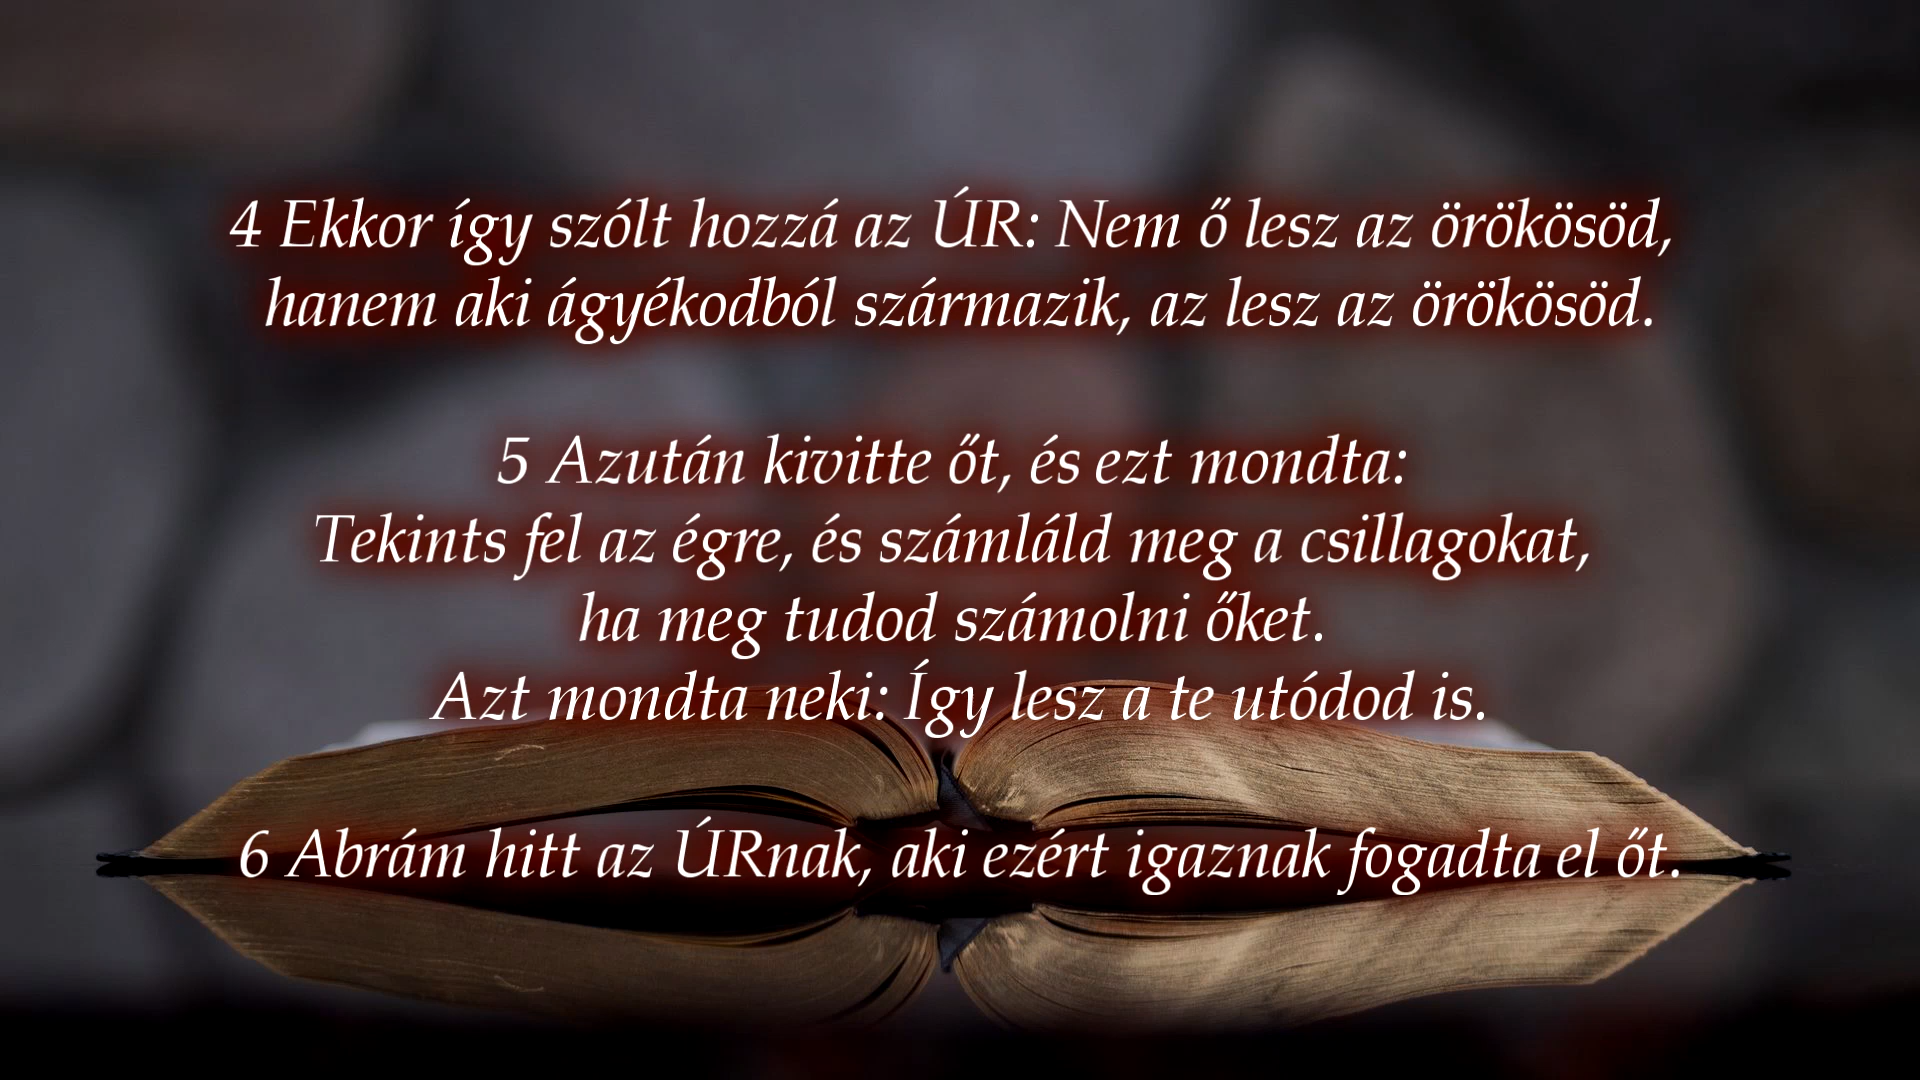 4 Ekkor így szólt hozzá az ÚR: Nem ő lesz az örökösöd,
hanem aki ágyékodból származik, az lesz az örökösöd.
5 Azután kivitte őt, és ezt mondta:
Tekints fel az égre, és számláld meg a csillagokat,
ha meg tudod számolni őket.
Azt mondta neki: Így lesz a te utódod is.
6 Abrám hitt az ÚRnak, aki ezért igaznak fogadta el őt.